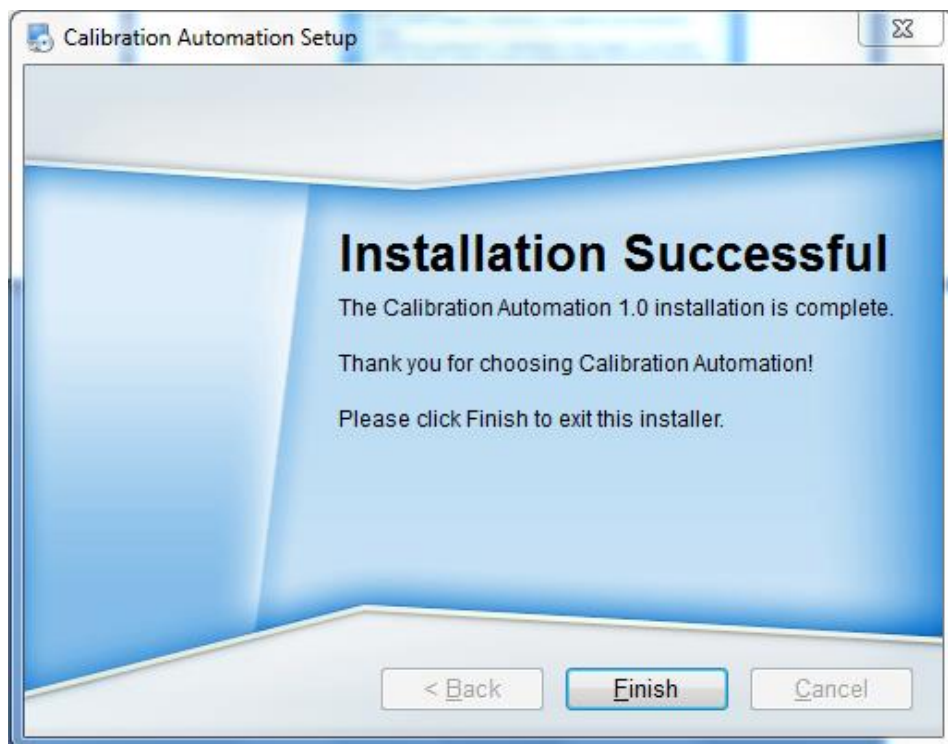 Calibration Automation Setup
Installation Successful
The Calibration Automation 1.0 installation is complete.
Thank you for choosing Calibration Automation!
Please click Finish to exit this installer.
< Back
Finish
Cancel